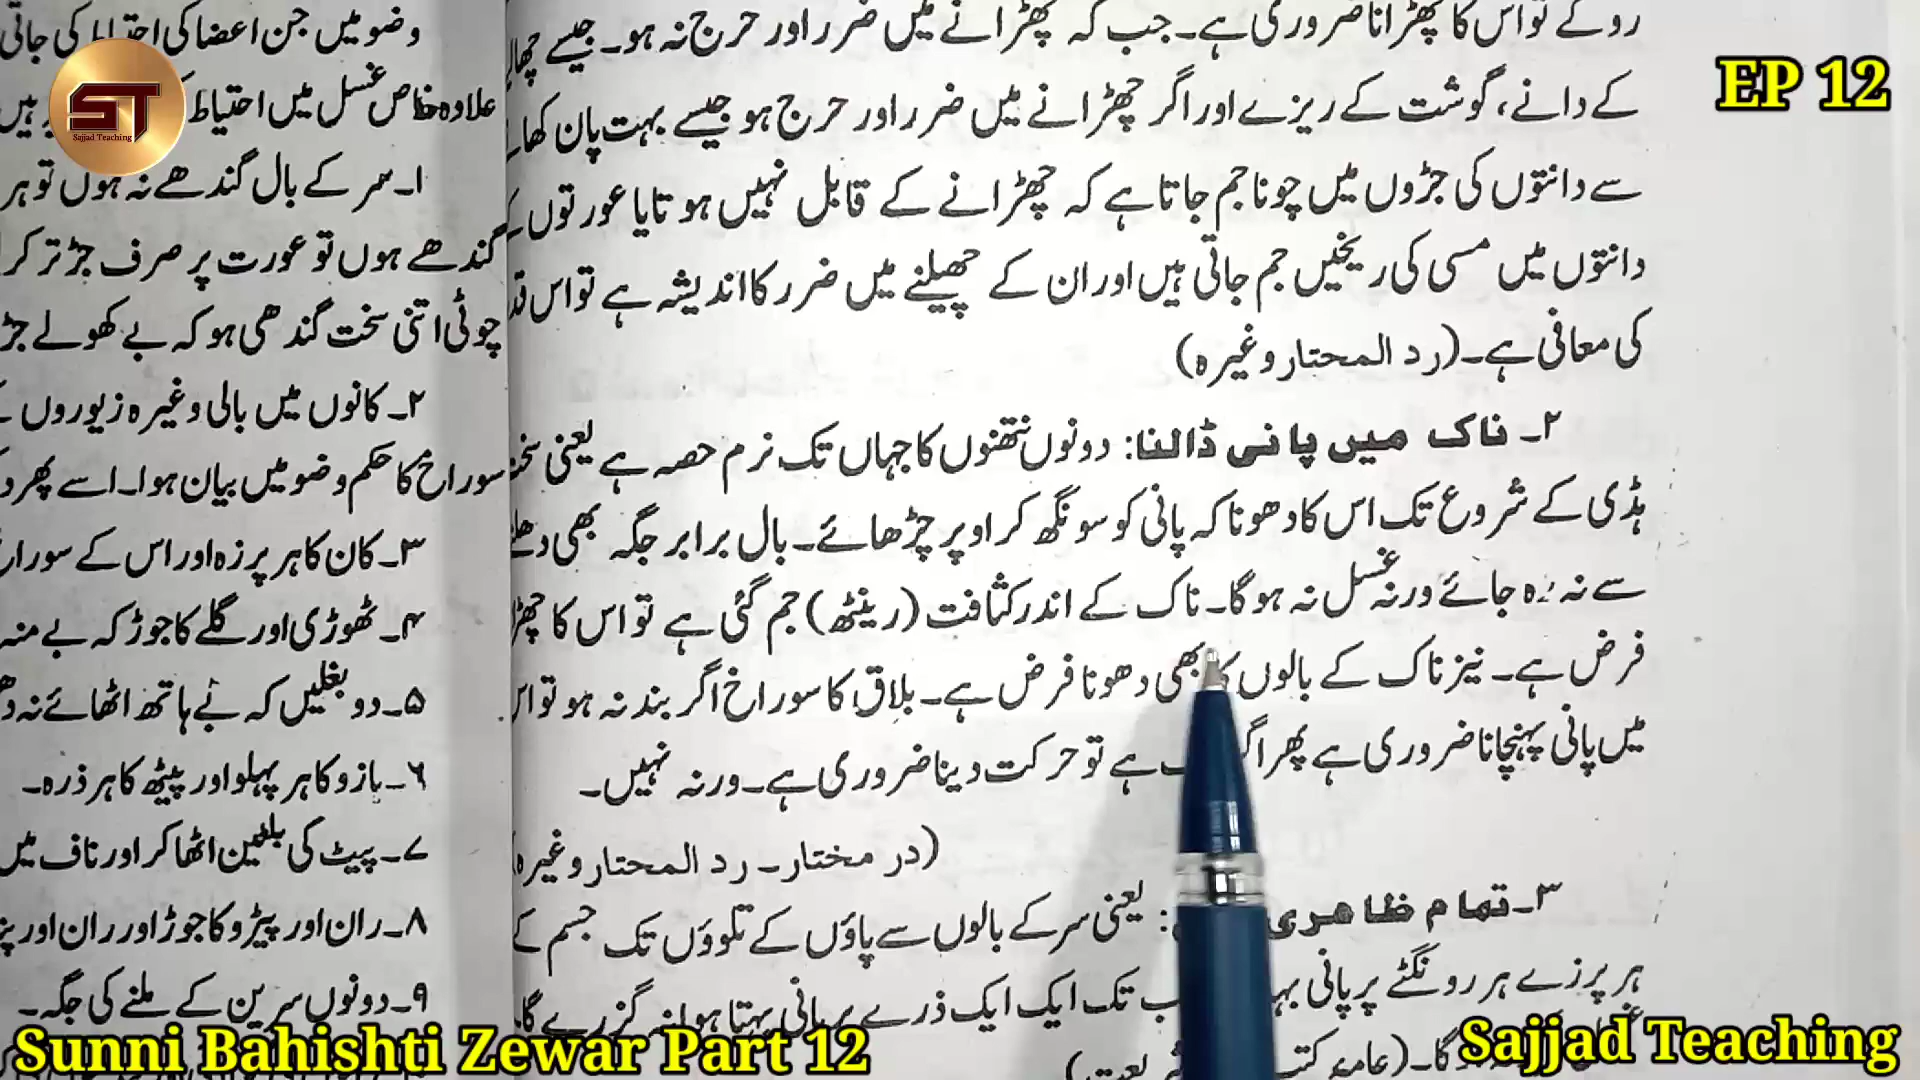 EP 12
ST
Sajjad Teaching
روکے تو اس کا چھڑانا ضروری ہے۔ جب کہ چھڑانے میں ضرر اور حرج نہ ہو۔ جیسے
کے دانے، گوشت کے ریزے اور اگر چھڑانے میں ضرر اور حرج ہو جیسے بہت پان
سے دانتوں کی جڑوں میں چونا جم جاتا ہے کہ چھڑانے کے قابل نہیں ہوتا یا عورتوں
دانتوں میں مسی کی ریخیں جم جاتی ہیں اور ان کے چھیلنے میں ضرر کا اندیشہ ہے تو اس
کی معافی ہے۔ (رد المحتار وغیرہ)
۲۔ ناک میں پانی ڈالنا: دونوں نتھنوں کا جہاں تک نرم حصہ ہے یعنی
ہڈی کے شروع تک اس کا دھونا کہ پانی کو سونگھ کر اوپر چڑھائے۔ بال برابر جگہ بھی
سے نہ رہ جائے ورنہ غسل نہ ہوگا۔ ناک کے اندر کثافت (رینٹھ) جم گئی ہے تو اس کا
فرض ہے۔ نیز ناک کے بالوں کا بھی دھونا فرض ہے۔ بلاق کا سوراخ اگر بند نہ ہو تو
میں پانی پہنچانا ضروری ہے پھر ہے تو حرکت دینا ضروری ہے۔ ورنہ نہیں۔
(در مختار۔ رد المحتار وغیرہ)
۳۔ تمام ظاہری : یعنی سر کے بالوں سے پاؤں کے تلوؤں تک جسم کے
ہر پرزے ہر رونگٹے پر پانی تک ایک ایک ذرے پر پانی بہتا ہوا نہ گزرے گا
وضو میں جن اعضا کی کی جاتی
علاوہ خاص غسل میں احتیاط ہیں
۱۔ سر کے بال گندھے نہ ہوں تو ہر
گندھے ہوں تو عورت پر صرف جڑ تر کر
چوٹی اتنی سخت گندھی ہو کہ بے کھولے
۲۔ کانوں میں بالی وغیرہ زیوروں
سوراخ کا حکم وضو میں بیان ہوا۔ اسے پھر
۳۔ کان کا ہر پرزہ اور اس کے
۴۔ ٹھوڑی اور گلے کا جوڑ کہ بے منہ
۵۔ دو بغلیں کہ بے ہاتھ اٹھائے نہ
۶۔ بازو کا ہر پہلو اور پیٹھ کا ہر ذرہ۔
۷۔ پیٹ کی بلٹیں اٹھا کر اور ناف میں
۸۔ ران اور پیڑو کا جوڑ اور ران اور
۹۔ دونوں سرین کے ملنے کی جگہ۔
Sunni Bahishti Zewar Part 12
Sajjad Teaching